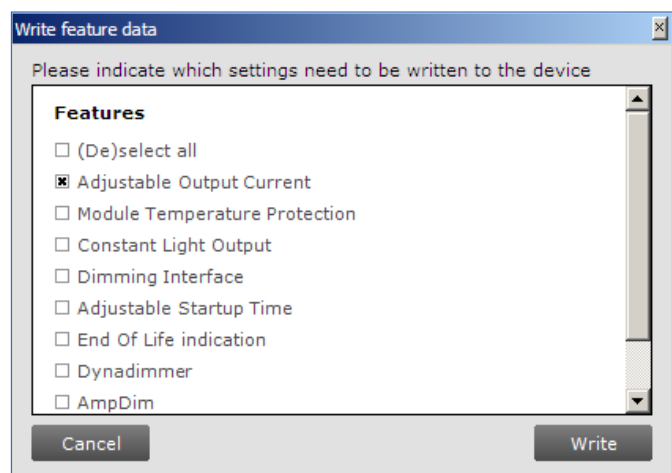 Write feature data
Please indicate which settings need to be written to the device
Features
(De)select all
Adjustable Output Current
Module Temperature Protection
Constant Light Output
Dimming Interface
Adjustable Startup Time
End Of Life indication
Dynadimmer
AmpDim
Cancel
Write